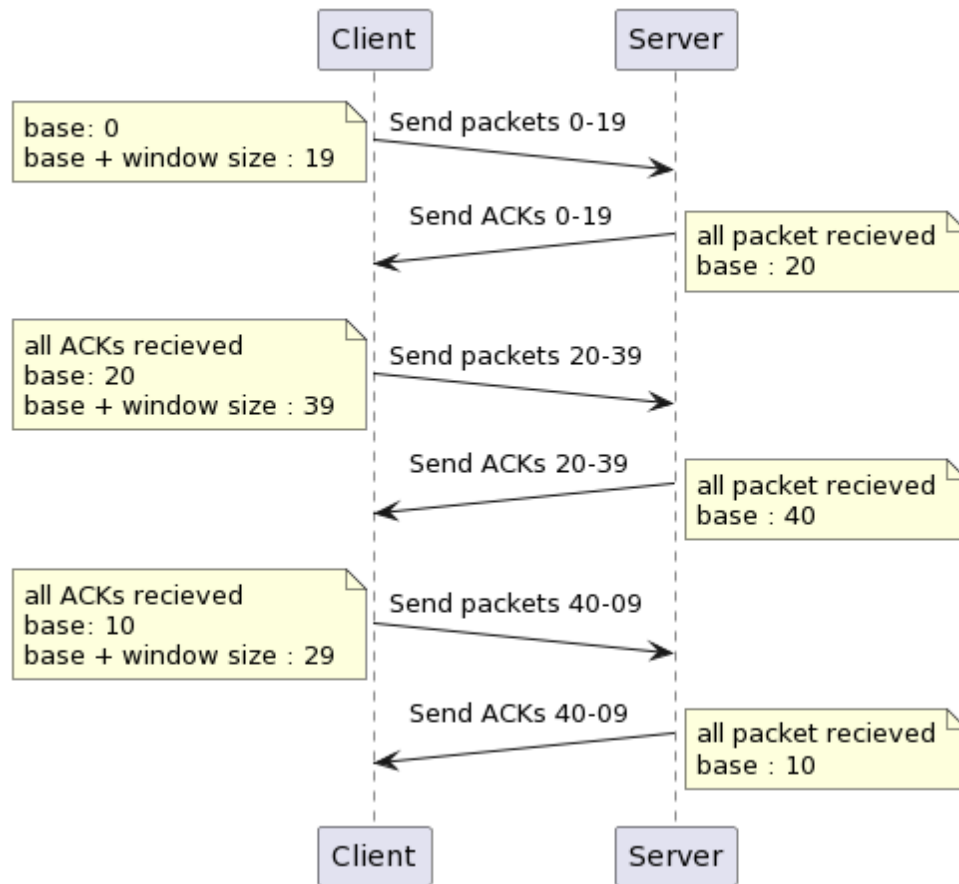 Client
Server
base: 0
base + window size : 19
Send packets 0-19
Send ACKs 0-19
all packet recieved
base : 20
all ACKs recieved
base: 20
base + window size : 39
Send packets 20-39
Send ACKs 20-39
all packet recieved
base : 40
all ACKs recieved
base: 10
base + window size : 29
Send packets 40-09
Send ACKs 40-09
all packet recieved
base : 10
Client
Server